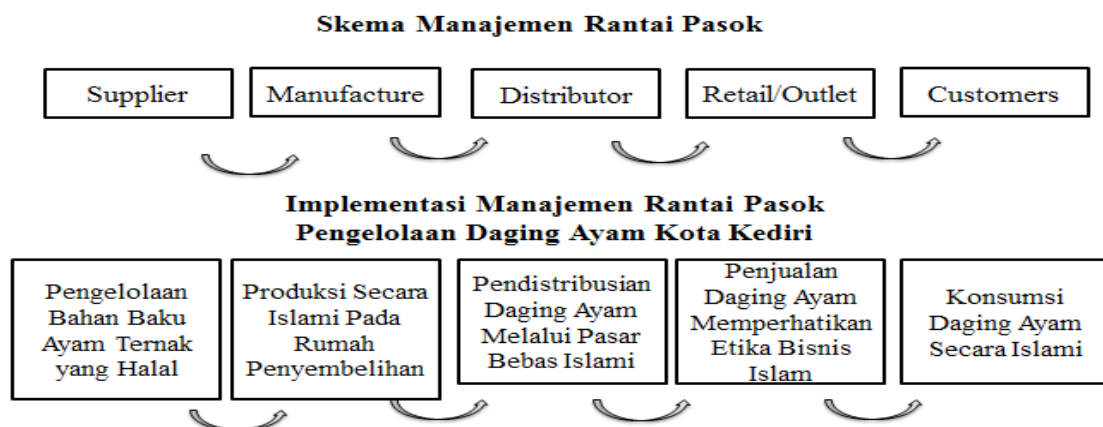 Skema Manajemen Rantai Pasok
Supplier
Manufacture
Distributor
Retail/Outlet
Customers
Implementasi Manajemen Rantai Pasok
Pengelolaan Daging Ayam Kota Kediri
Pengelolaan
Bahan Baku
Ayam Ternak
yang Halal
Produksi Secara
Islami Pada
Rumah
Penyembelihan
Pendistribusian
Daging Ayam
Melalui Pasar
Bebas Islami
Penjualan
Daging Ayam
Memperhatikan
Etika Bisnis
Islam
Konsumsi
Daging Ayam
Secara Islami